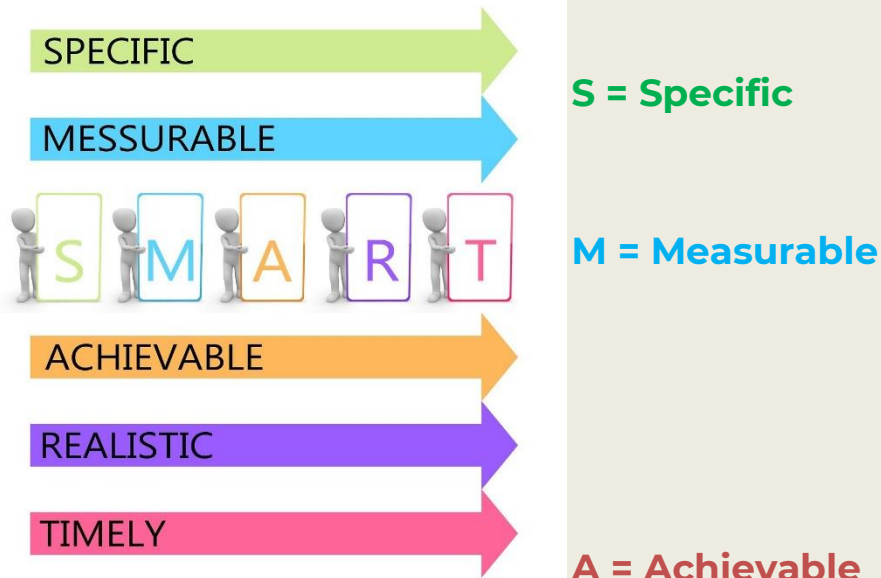 SPECIFIC
MESSURABLE
S M A R T
ACHIEVABLE
REALISTIC
TIMELY
S = Specific
M = Measurable
A = Achievable